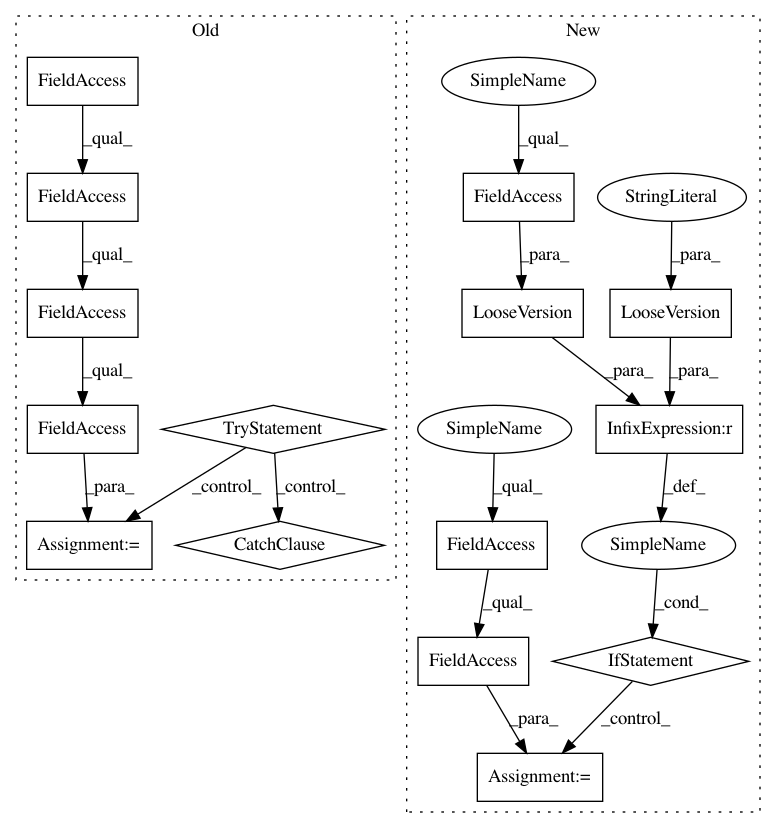 Old
New
FieldAccess
SimpleName
_qual_
_qual_
FieldAccess
FieldAccess
StringLiteral
_qual_
_para_
_para_
FieldAccess
LooseVersion
LooseVersion
_qual_
_para_
_para_
FieldAccess
TryStatement
SimpleName
InfixExpression:r
_para_
_control_
_control_
_qual_
_def_
Assignment:=
CatchClause
FieldAccess
SimpleName
_qual_
_cond_
FieldAccess
IfStatement
_para_
_control_
Assignment:=